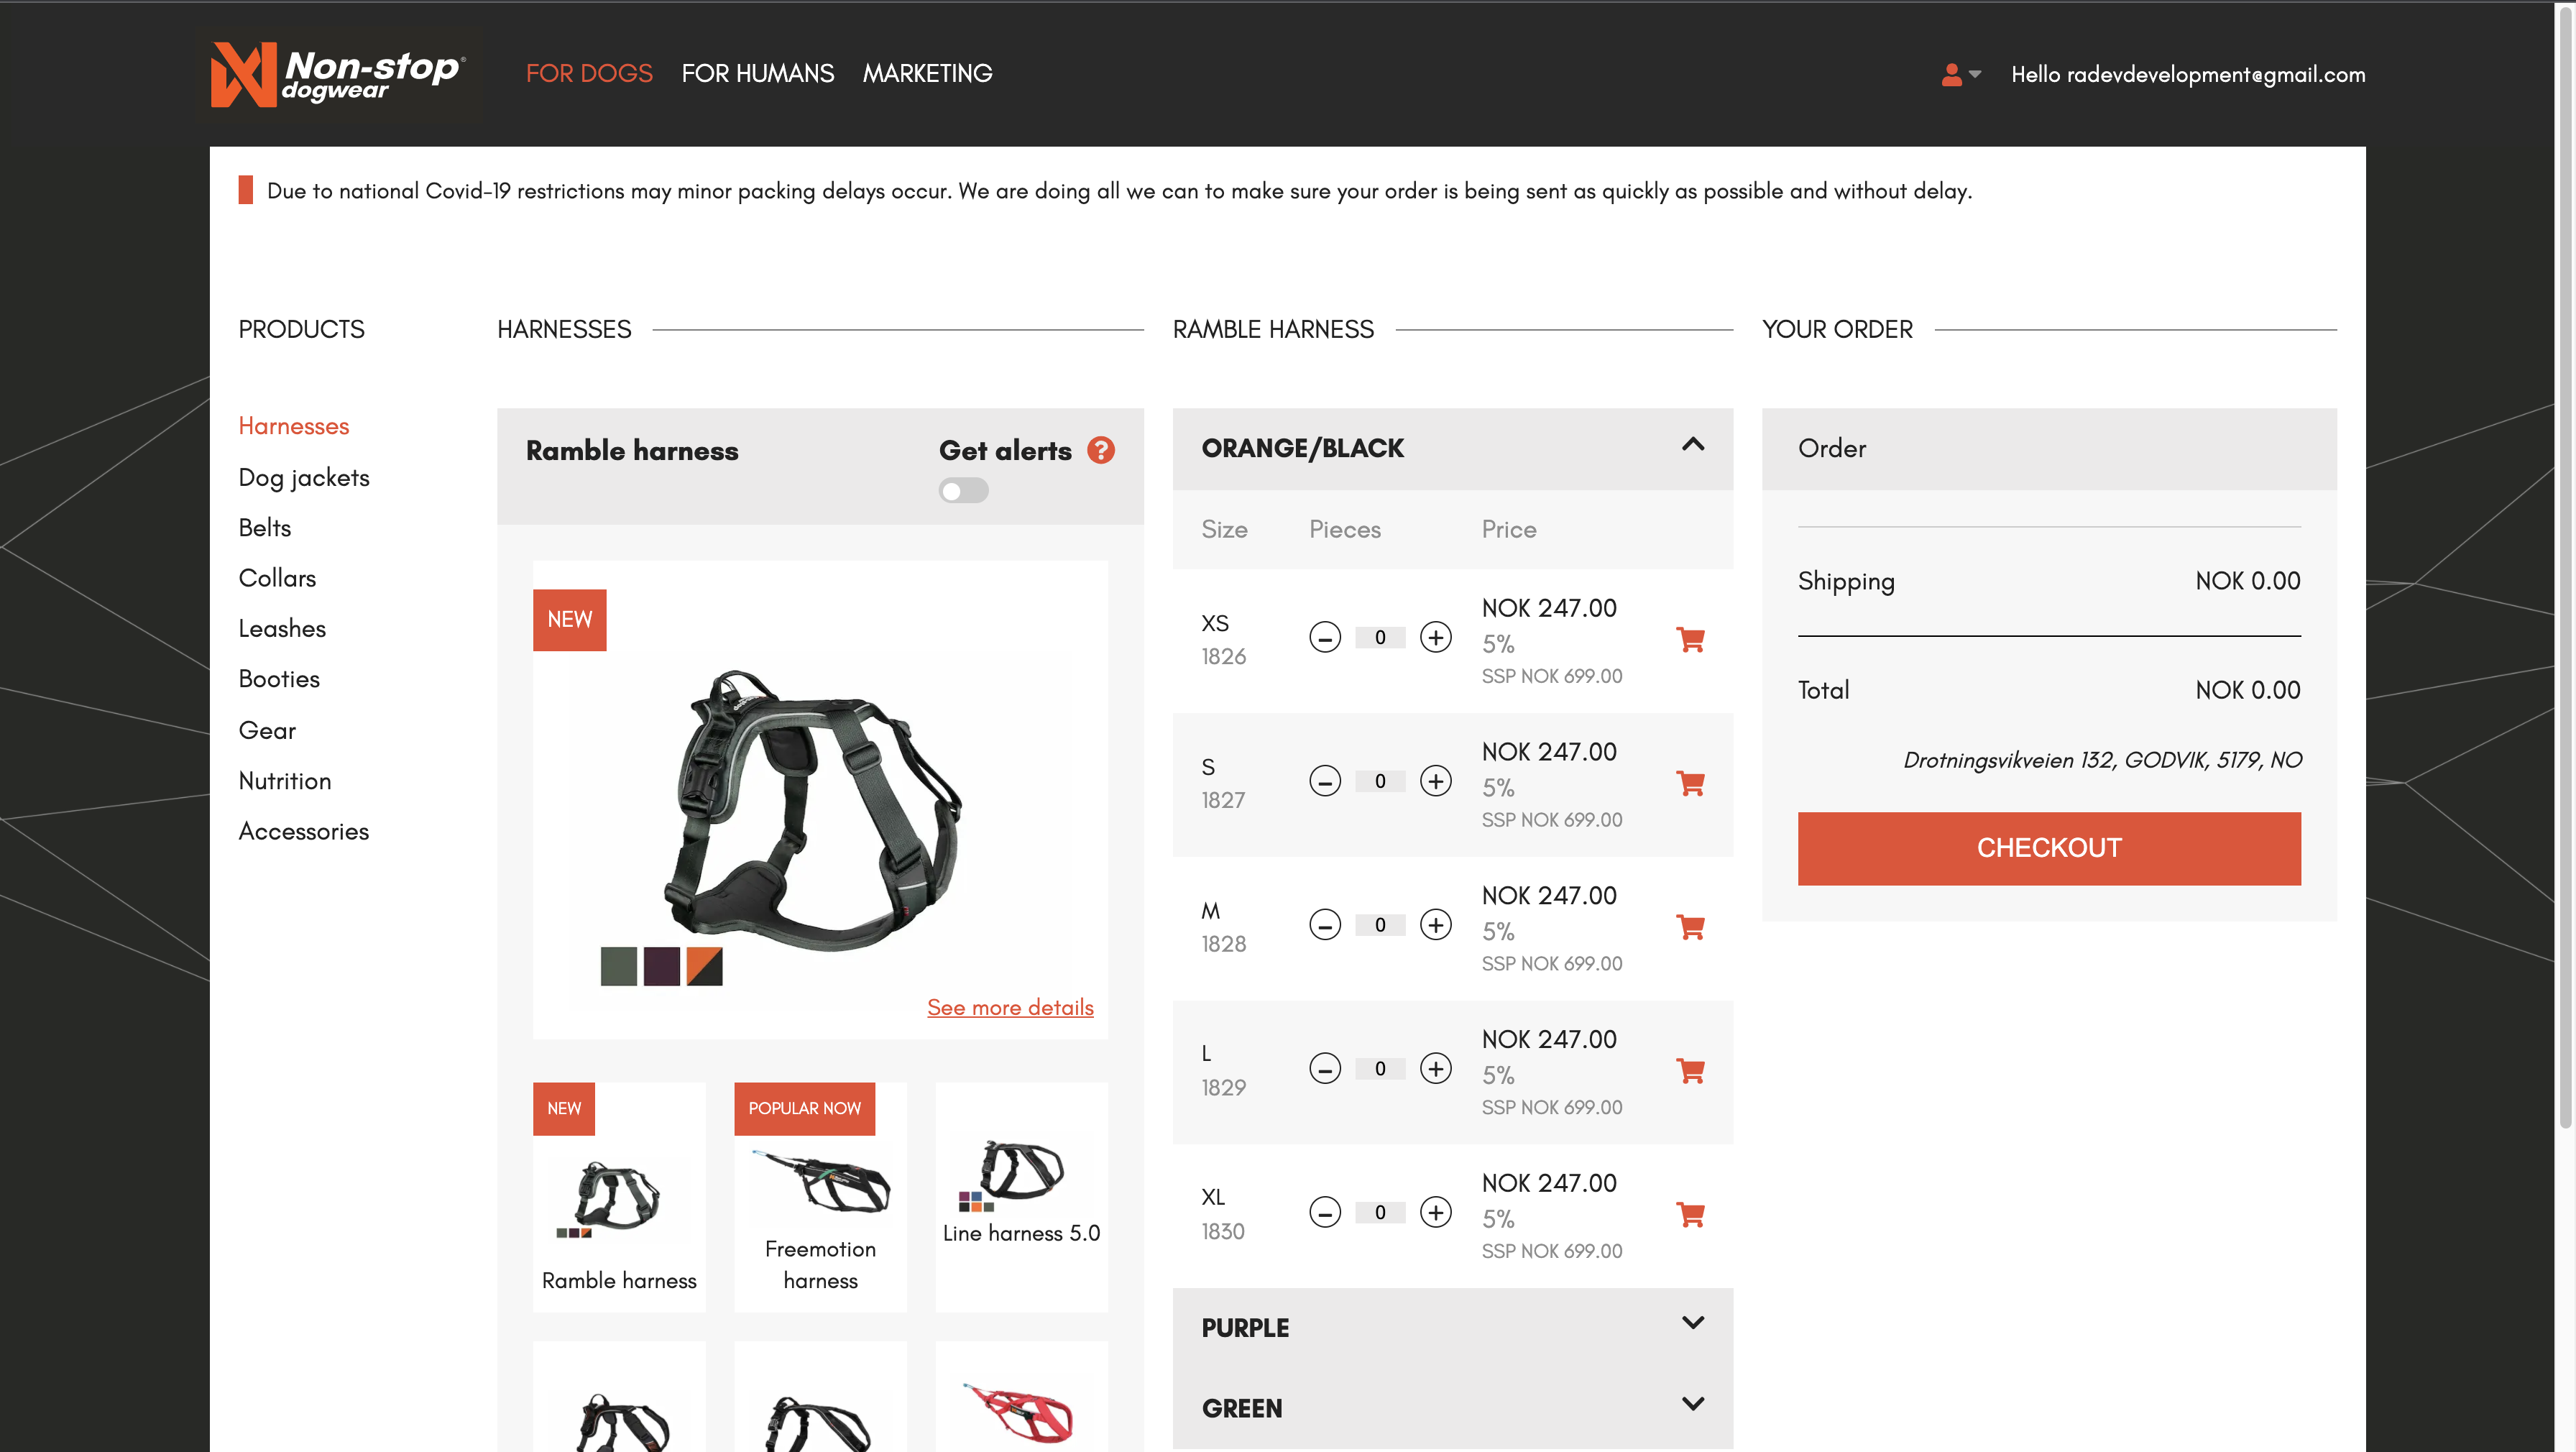 Non-stop
dogwear
FOR DOGS
FOR HUMANS
MARKETING
Hello radevdevelopment@gmail.com
Due to national Covid-19 restrictions may minor packing delays occur. We are doing all we can to make sure your order is being sent as quickly as possible and without delay.
PRODUCTS
Harnesses
Dog jackets
Belts
Collars
Leashes
Booties
Gear
Nutrition
Accessories
HARNESSES
Ramble harness
Get alerts ?
NEW
See more details
NEW
Ramble harness
POPULAR NOW
Freemotion
harness
Line harness 5.0
RAMBLE HARNESS
ORANGE/BLACK
Size Pieces Price
XS
1826
0
NOK 247.00
5%
SSP NOK 699.00
S
1827
0
NOK 247.00
5%
SSP NOK 699.00
M
1828
0
NOK 247.00
5%
SSP NOK 699.00
L
1829
0
NOK 247.00
5%
SSP NOK 699.00
XL
1830
0
NOK 247.00
5%
SSP NOK 699.00
PURPLE
GREEN
YOUR ORDER
Order
Shipping NOK 0.00
Total NOK 0.00
Drotningsvikveien 132, GODVIK, 5179, NO
CHECKOUT